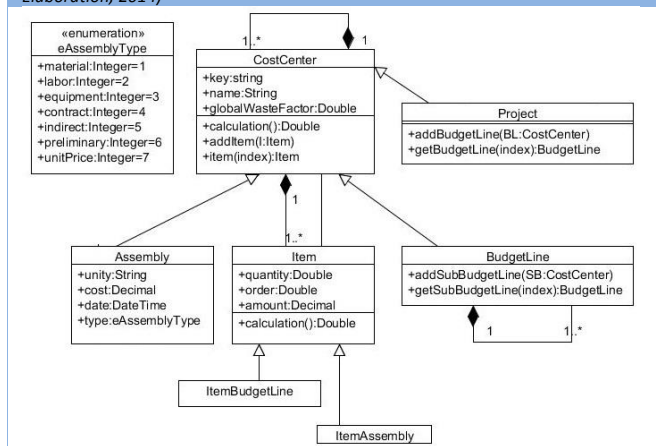 Elaboration, 2014)
«enumeration»
eAssemblyType
+material:Integer=1
+labor:Integer=2
+equipment:Integer=3
+contract:Integer=4
+indirect:Integer=5
+preliminary:Integer=6
+unitPrice:Integer=7
1..*
1
CostCenter
+key:string
+name:String
+globalWasteFactor:Double
+calculation():Double
+addItem(I:Item)
+item(index):Item
Project
+addBudgetLine(BL:CostCenter)
+getBudgetLine(index):BudgetLine
1
1..*
Assembly
+unity:String
+cost:Decimal
+date:DateTime
+type:eAssemblyType
Item
+quantity:Double
+order:Double
+amount:Decimal
+calculation():Double
BudgetLine
+addSubBudgetLine(SB:CostCenter)
+getSubBudgetLine(index):BudgetLine
1
1..*
ItemBudgetLine
ItemAssembly